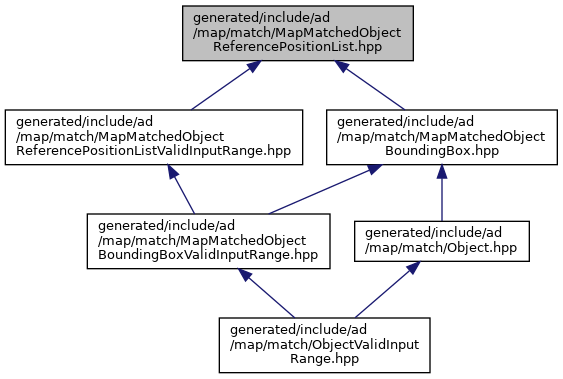 generated/include/ad
/map/match/MapMatchedObject
ReferencePositionList.hpp
generated/include/ad
/map/match/MapMatchedObject
ReferencePositionListValidInputRange.hpp
generated/include/ad
/map/match/MapMatchedObject
BoundingBox.hpp
generated/include/ad
/map/match/MapMatchedObject
BoundingBoxValidInputRange.hpp
generated/include/ad
/map/match/Object.hpp
generated/include/ad
/map/match/ObjectValidInput
Range.hpp